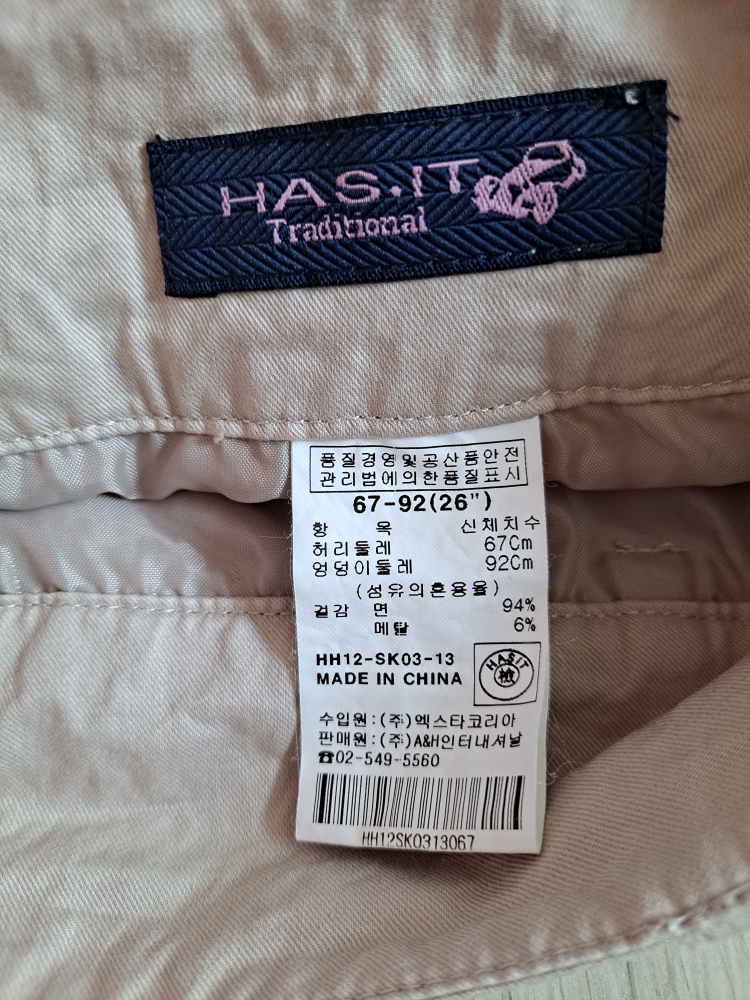 HAS·IT
Traditional
품질경영및공산품안전
관리법에의한품질표시
67-92(26")
항 목 신체치수
허리둘레 67Cm
엉덩이둘레 92Cm
(섬유의혼용율)
겉감 면 94%
메탈 6%
HH12-SK03-13
MADE IN CHINA
HASIT
檢
수입원:(주)엑스타코리아
판매원:(주)A&H인터내셔날
☎02-549-5560
HH12SK0313067